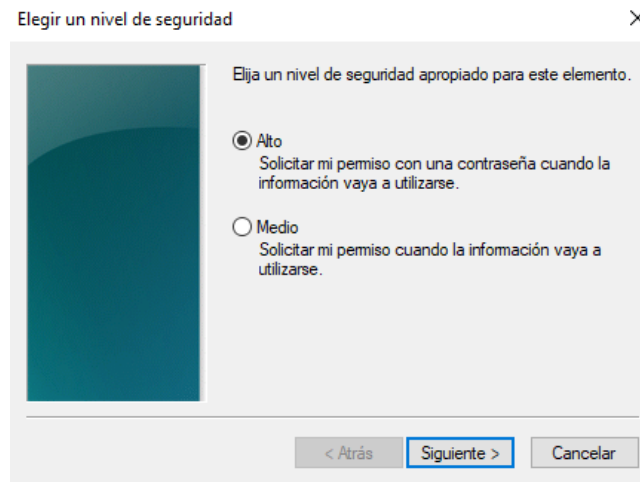 Elegir un nivel de seguridad
Elija un nivel de seguridad apropiado para este elemento.
Alto
Solicitar mi permiso con una contraseña cuando la
información vaya a utilizarse.
Medio
Solicitar mi permiso cuando la información vaya a
utilizarse.
< Atrás Siguiente > Cancelar